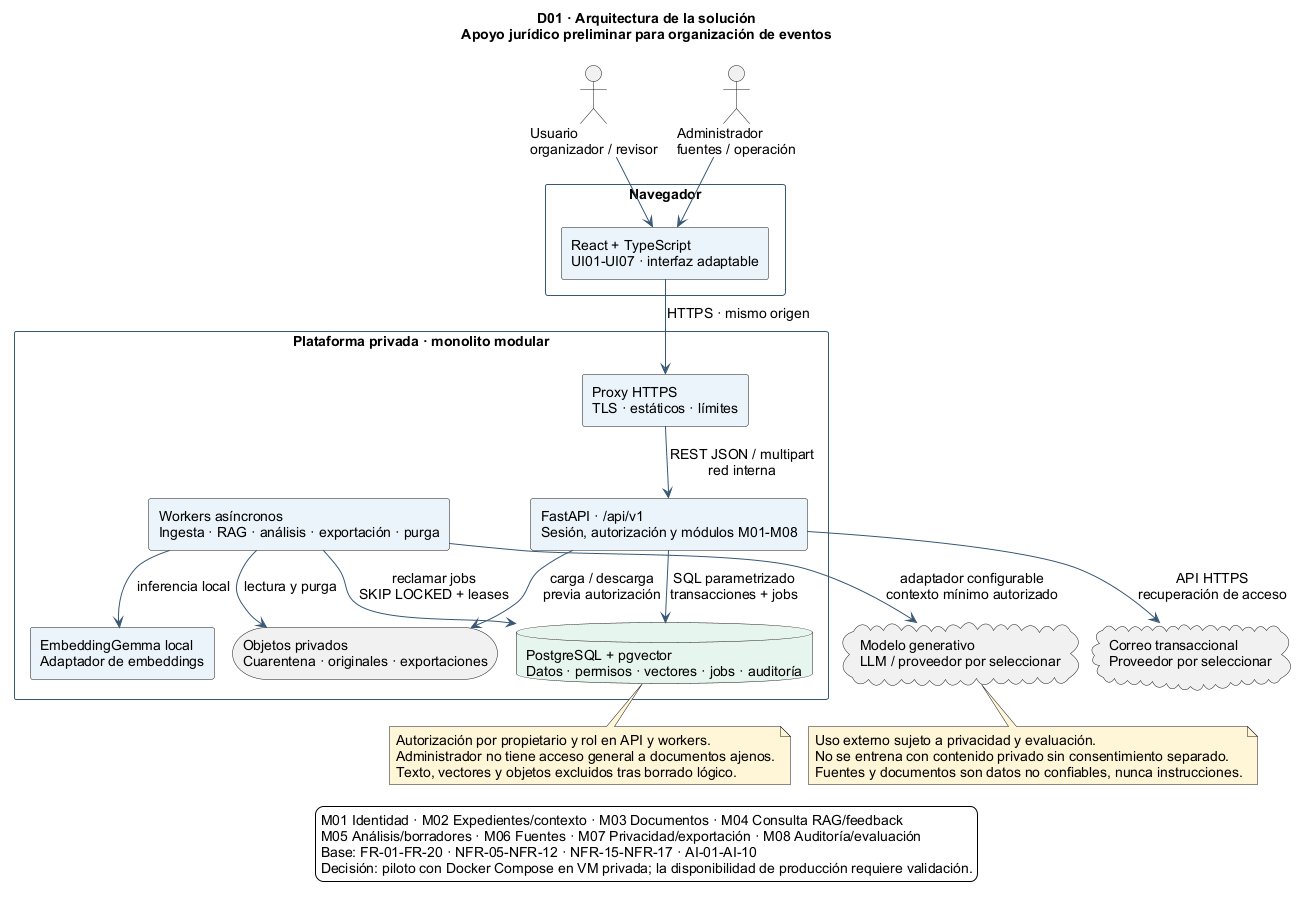 D01 · Arquitectura de la solución
Apoyo jurídico preliminar para organización de eventos
Usuario
organizador / revisor
Administrador
fuentes / operación
Navegador
React + TypeScript
UI01-UI07 · interfaz adaptable
HTTPS · mismo origen
Plataforma privada · monolito modular
Proxy HTTPS
TLS · estáticos · límites
REST JSON / multipart
red interna
Workers asíncronos
Ingesta · RAG · análisis · exportación · purga
FastAPI · /api/v1
Sesión, autorización y módulos M01-M08
inferencia local
lectura y purga
reclamar jobs
SKIP LOCKED + leases
carga / descarga
previa autorización
SQL parametrizado
transacciones + jobs
adaptador configurable
contexto mínimo autorizado
API HTTPS
recuperación de acceso
EmbeddingGemma local
Adaptador de embeddings
Objetos privados
Cuarentena · originales · exportaciones
PostgreSQL + pgvector
Datos · permisos · vectores · jobs · auditoría
Modelo generativo
LLM / proveedor por seleccionar
Correo transaccional
Proveedor por seleccionar
Autorización por propietario y rol en API y workers.
Administrador no tiene acceso general a documentos ajenos.
Texto, vectores y objetos excluidos tras borrado lógico.
Uso externo sujeto a privacidad y evaluación.
No se entrena con contenido privado sin consentimiento separado.
Fuentes y documentos son datos no confiables, nunca instrucciones.
M01 Identidad · M02 Expedientes/contexto · M03 Documentos · M04 Consulta RAG/feedback
M05 Análisis/borradores · M06 Fuentes · M07 Privacidad/exportación · M08 Auditoría/evaluación
Base: FR-01-FR-20 · NFR-05-NFR-12 · NFR-15-NFR-17 · AI-01-AI-10
Decisión: piloto con Docker Compose en VM privada; la disponibilidad de producción requiere validación.